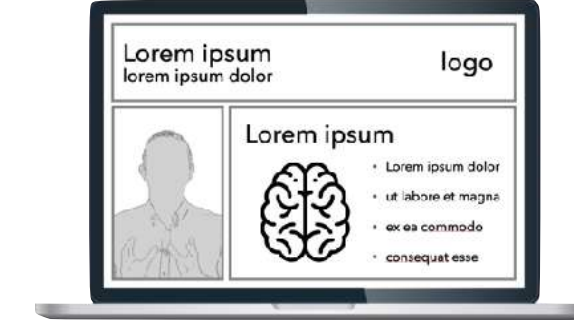 Lorem ipsum
lorem ipsum dolor
logo
Lorem ipsum
• Lorem ipsum dolor
• ut labore et magna
• ex ea commodo
• consequat esse